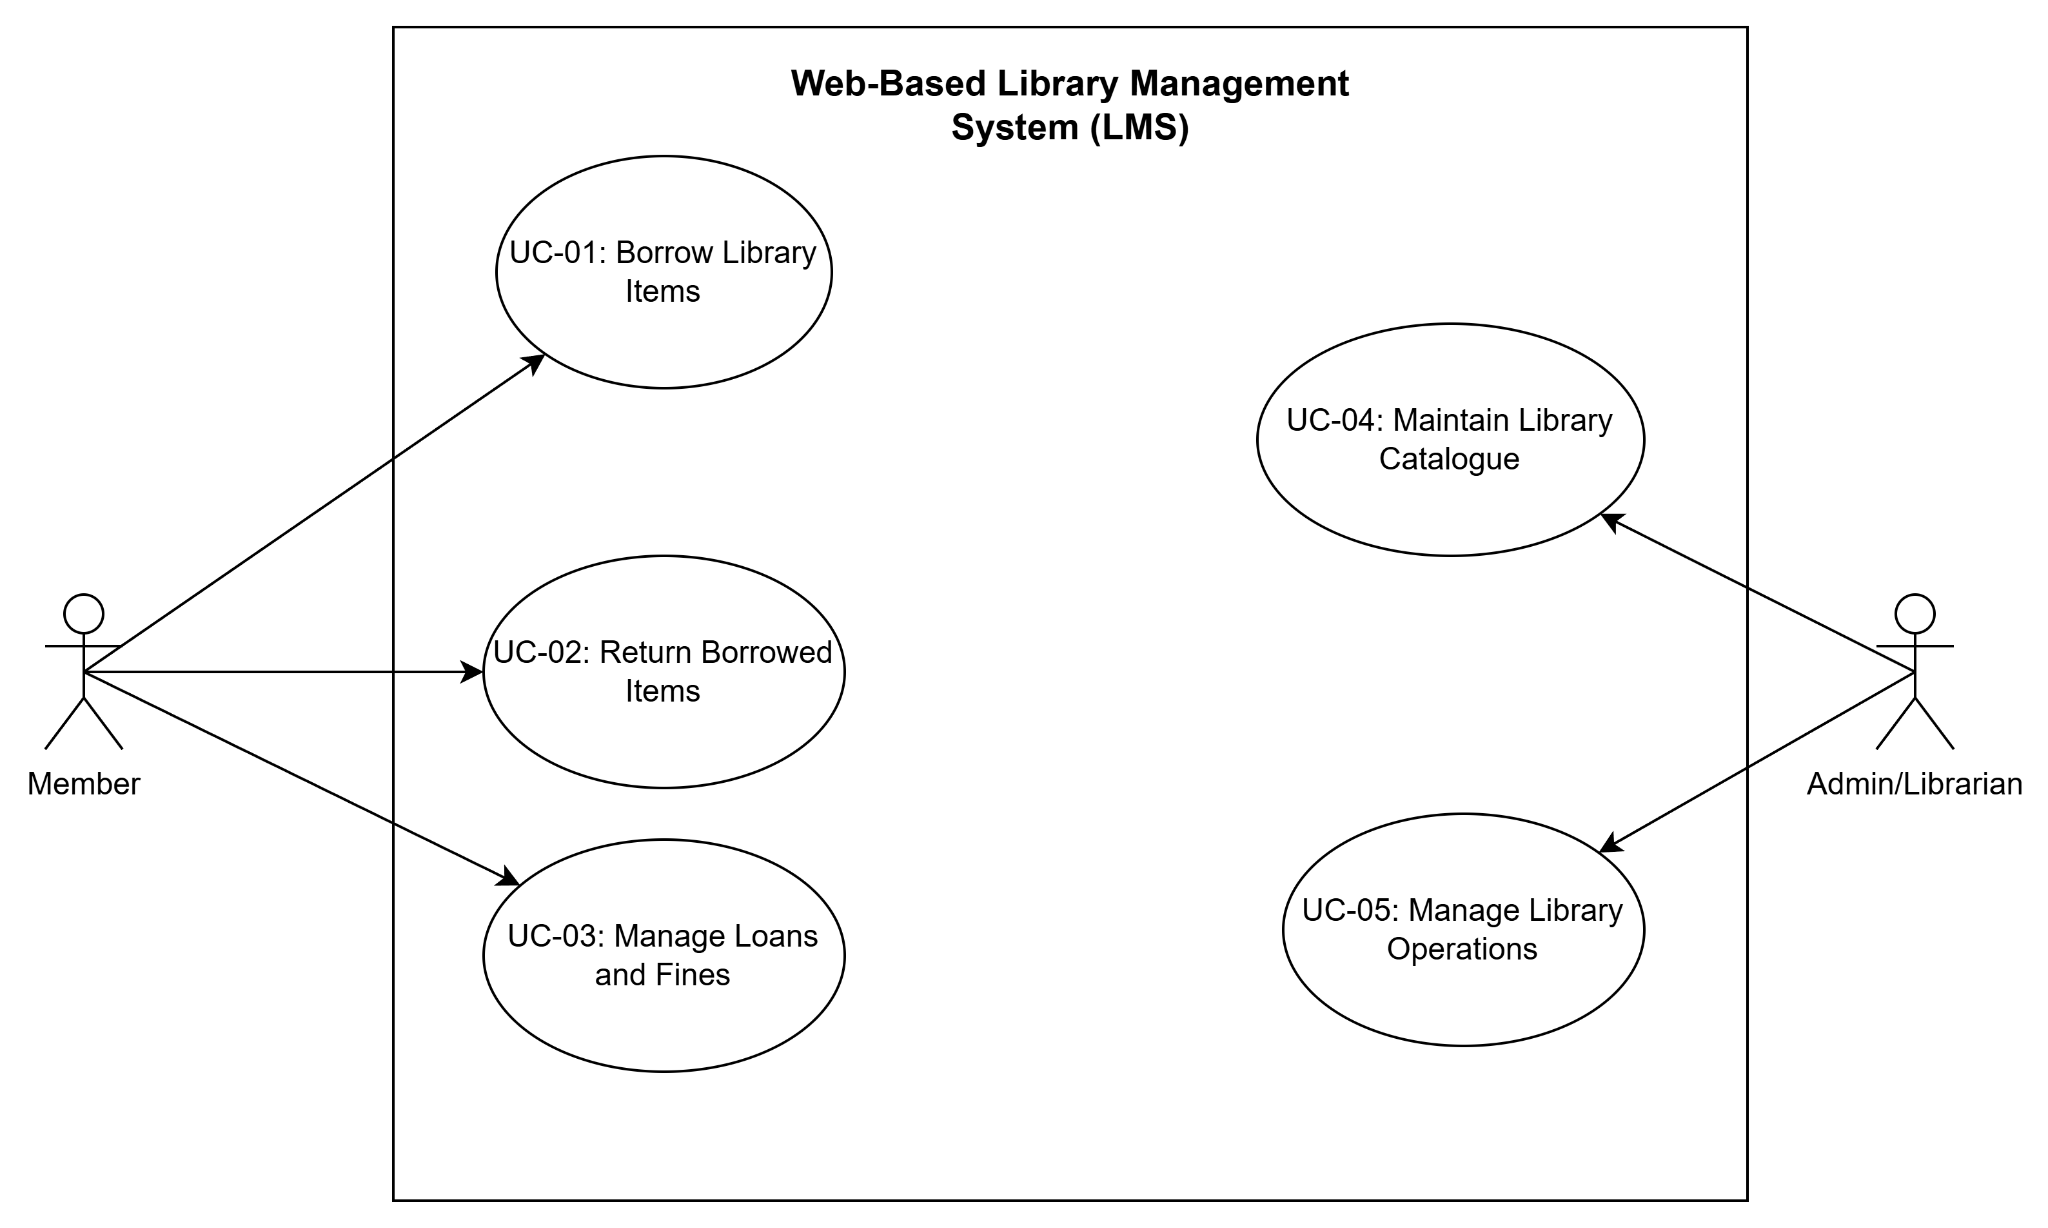 Web-Based Library Management
System (LMS)
UC-01: Borrow Library
Items
UC-04: Maintain Library
Catalogue
UC-02: Return Borrowed
Items
Member
Admin/Librarian
UC-03: Manage Loans
and Fines
UC-05: Manage Library
Operations